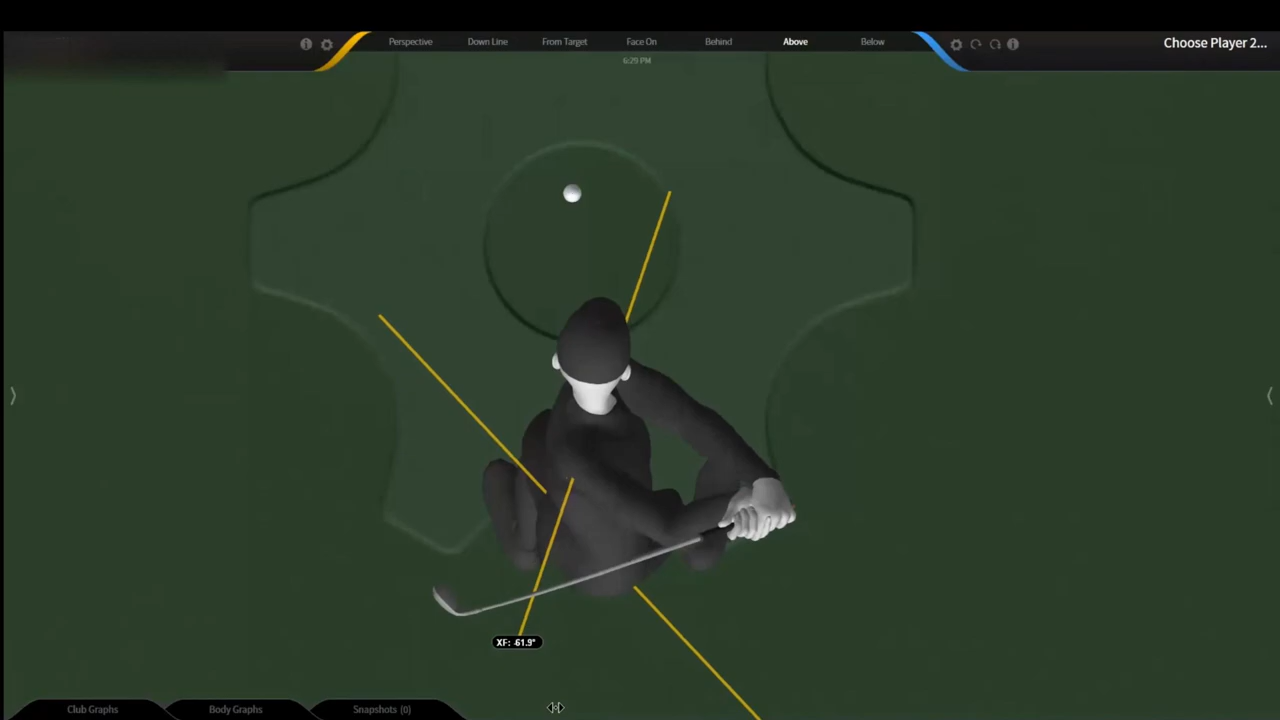 Perspective
Down Line
From Target
Face On
Behind
Above
Below
Choose Player 2...
6:29 PM
XF: -61.9°
Club Graphs
Body Graphs
Snapshots (0)